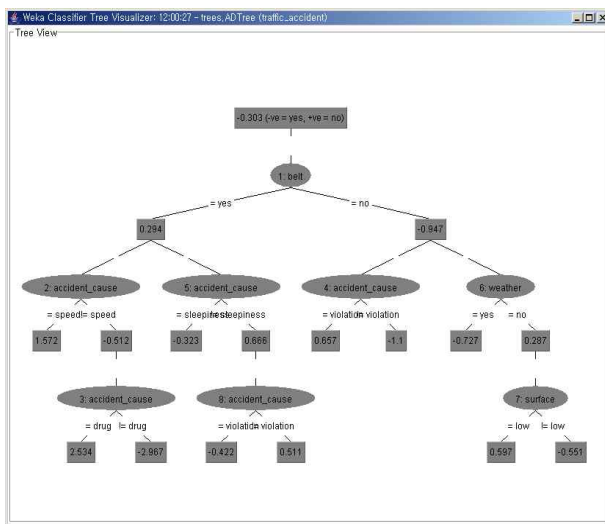 Weka Classifier Tree Visualizer: 12:00:27 - trees,ADTree (traffic_accident)
Tree View
-0.303 (-ve = yes, +ve = no)
1: belt
= yes = no
0.294 -0.947
2: accident_cause 5: accident_cause 4: accident_cause 6: weather
= speed != speed = sleepiness != sleepiness = violation != violation = yes = no
1.572 -0.512 -0.323 0.666 0.657 -1.1 -0.727 0.287
3: accident_cause 8: accident_cause 7: surface
= drug != drug = violation != violation = low != low
2.534 -2.967 -0.422 0.511 0.597 -0.551